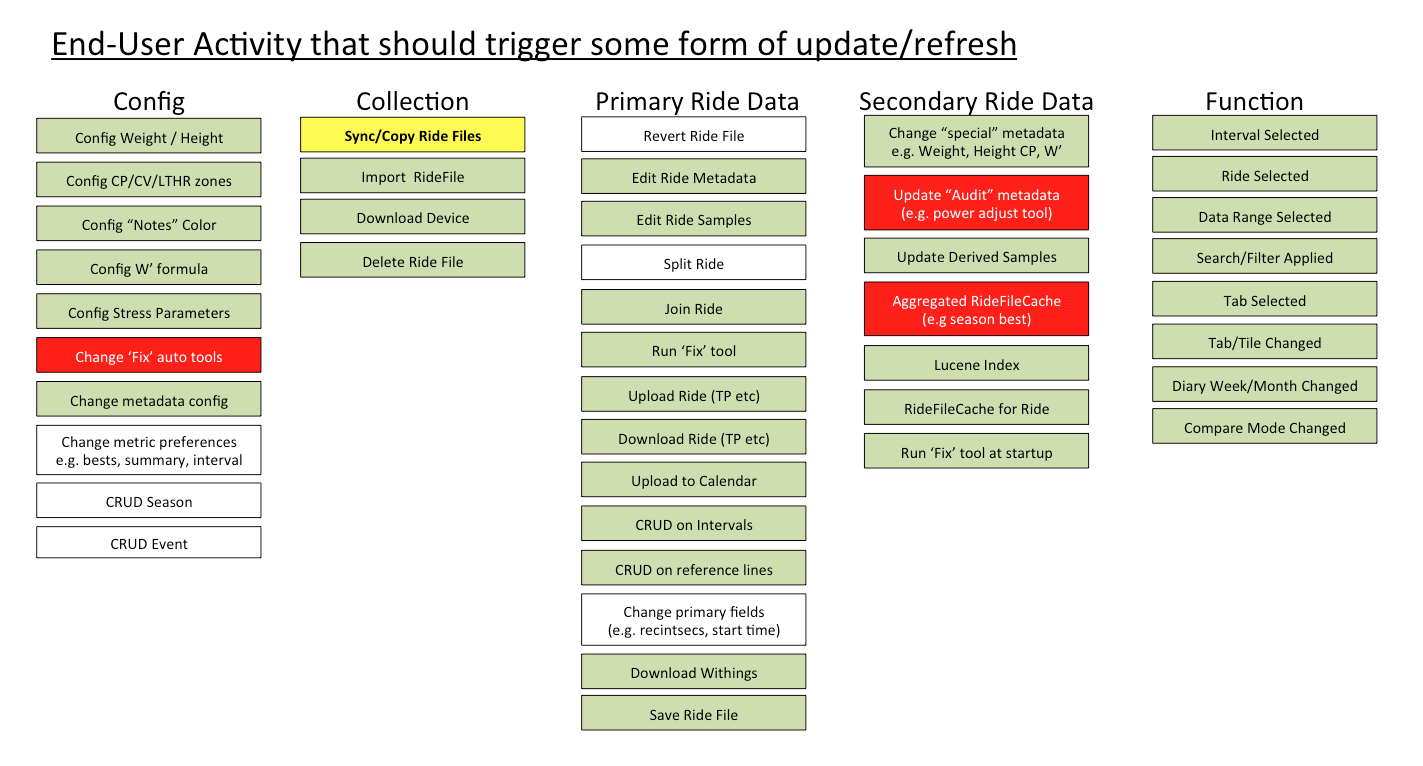 End-User Activity that should trigger some form of update/refresh
Config
Config Weight / Height
Config CP/CV/LTHR zones
Config “Notes” Color
Config W’ formula
Config Stress Parameters
Change ‘Fix’ auto tools
Change metadata config
Change metric preferences
e.g. bests, summary, interval
CRUD Season
CRUD Event
Collection
Sync/Copy Ride Files
Import RideFile
Download Device
Delete Ride File
Primary Ride Data
Revert Ride File
Edit Ride Metadata
Edit Ride Samples
Split Ride
Join Ride
Run ‘Fix’ tool
Upload Ride (TP etc)
Download Ride (TP etc)
Upload to Calendar
CRUD on Intervals
CRUD on reference lines
Change primary fields
(e.g. recintsecs, start time)
Download Withings
Save Ride File
Secondary Ride Data
Change “special” metadata
e.g. Weight, Height CP, W’
Update “Audit” metadata
(e.g. power adjust tool)
Update Derived Samples
Aggregated RideFileCache
(e.g season best)
Lucene Index
RideFileCache for Ride
Run ‘Fix’ tool at startup
Function
Interval Selected
Ride Selected
Data Range Selected
Search/Filter Applied
Tab Selected
Tab/Tile Changed
Diary Week/Month Changed
Compare Mode Changed